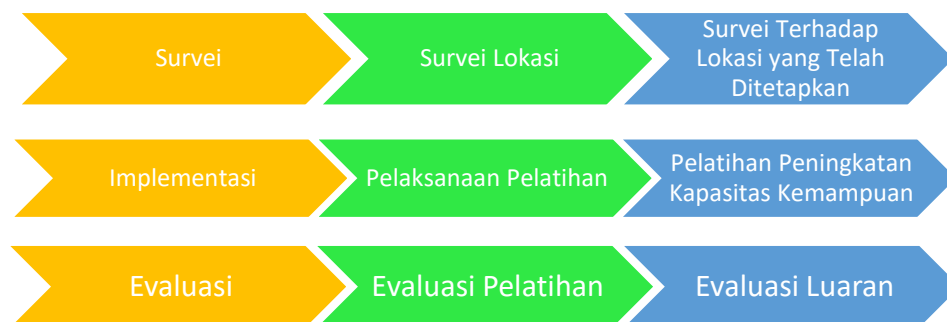 Survei
Survei Lokasi
Survei Terhadap
Lokasi yang Telah
Ditetapkan
Implementasi
Pelaksanaan Pelatihan
Pelatihan Peningkatan
Kapasitas Kemampuan
Evaluasi
Evaluasi Pelatihan
Evaluasi Luaran